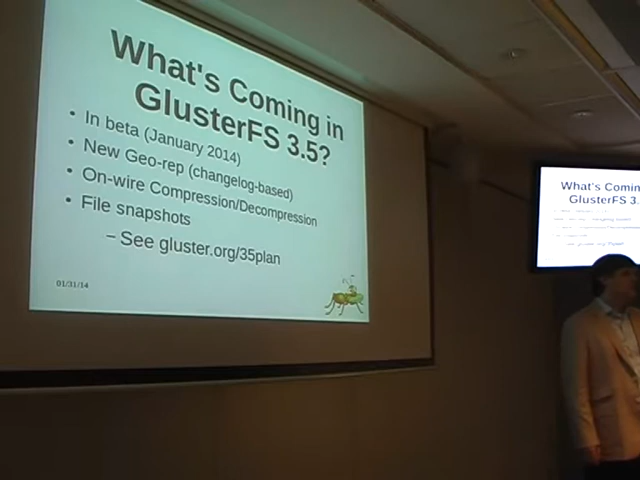 What's Coming in
GlusterFS 3.5?
• In beta (January 2014)
• New Geo-rep (changelog-based)
• On-wire Compression/Decompression
• File snapshots
– See gluster.org/35plan
01/31/14
What's Comin
GlusterFS 3.